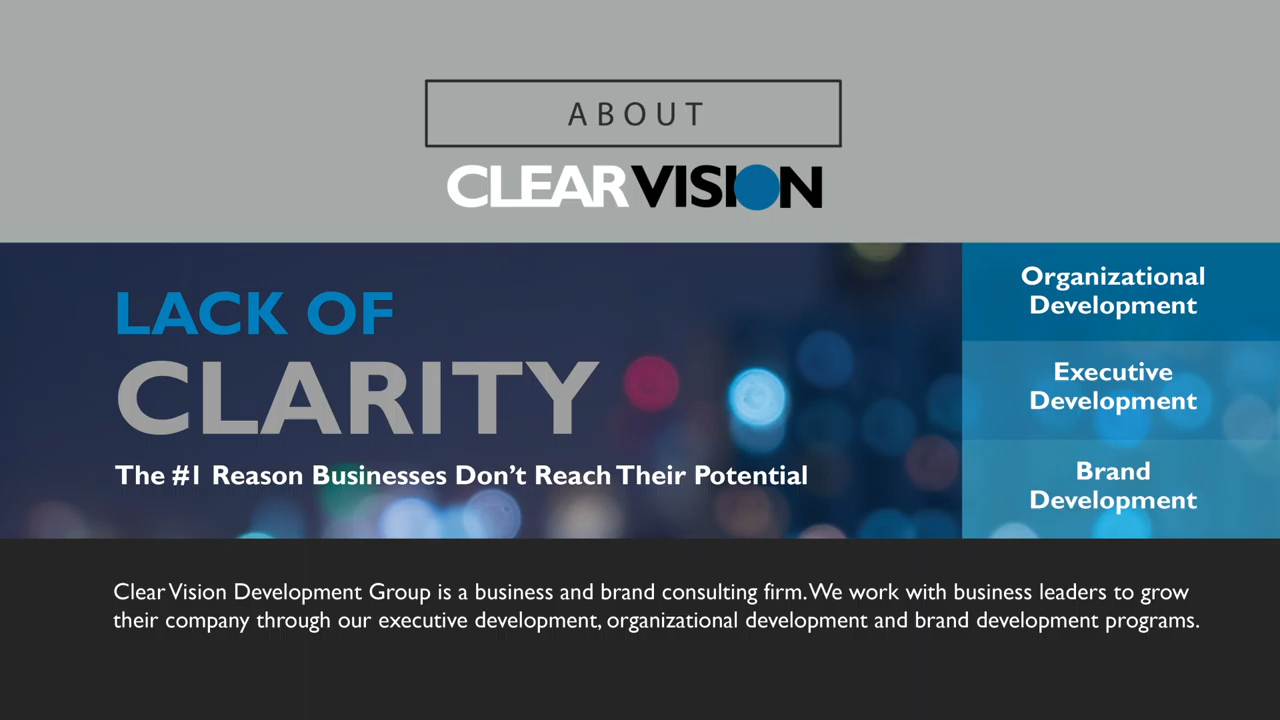 ABOUT
CLEAR VISION
LACK OF
CLARITY
The #1 Reason Businesses Don't Reach Their Potential
Organizational
Development
Executive
Development
Brand
Development
Clear Vision Development Group is a business and brand consulting firm. We work with business leaders to grow
their company through our executive development, organizational development and brand development programs.